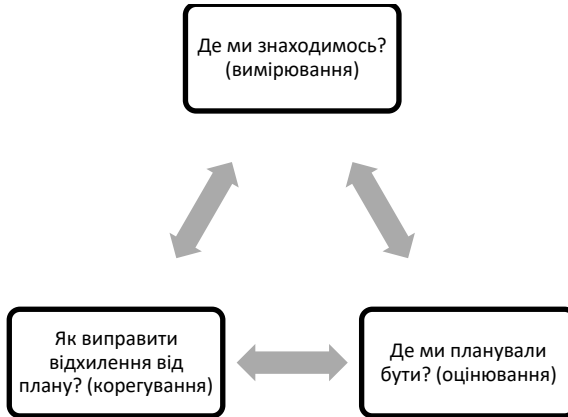 Де ми знаходимось?
(вимірювання)
Як виправити
відхилення від
плану? (корегування)
Де ми планували
бути? (оцінювання)